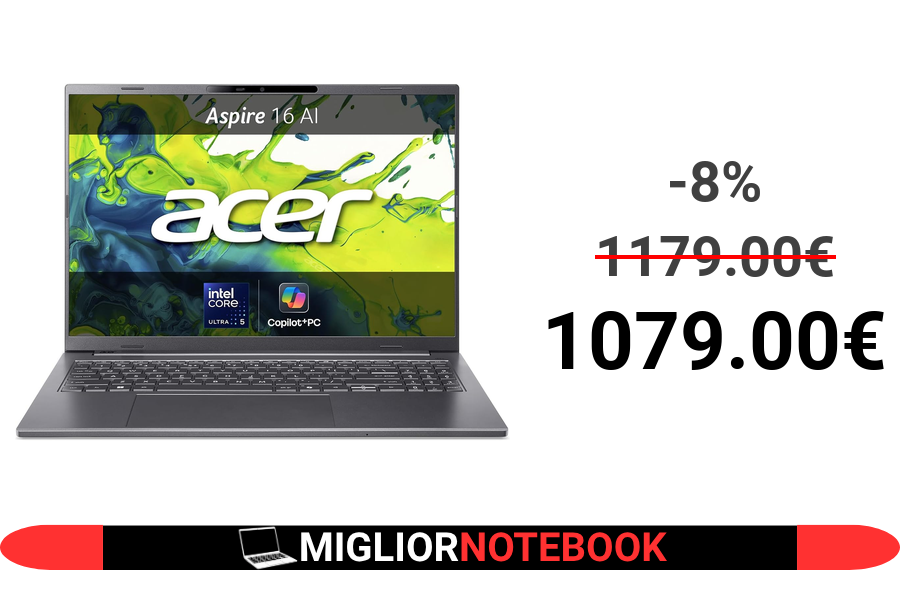 Aspire 16 AI
acer
intel
CORE
ULTRA 5
Copilot+PC
-8%
1179.00€
1079.00€
MIGLIORNOTEBOOK